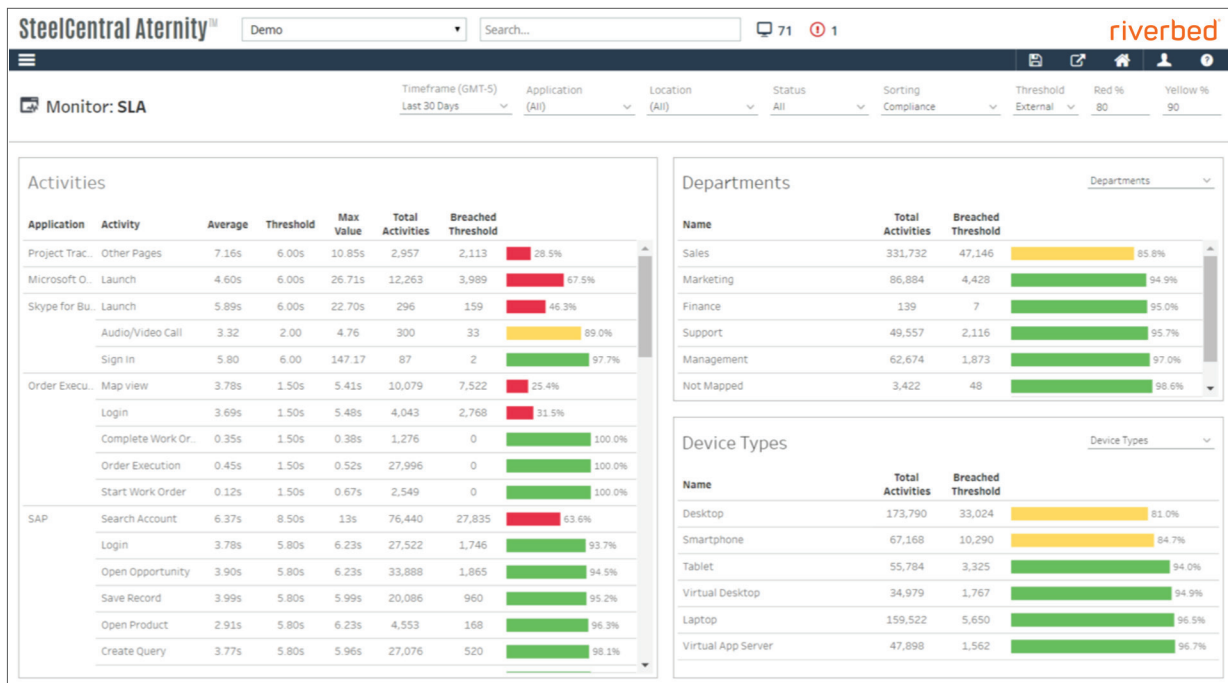 SteelCentral Aternity™ Demo Search... 71 1 riverbed
Monitor: SLA
Timeframe (GMT-5) Application Location Status Sorting Threshold Red % Yellow %
Last 30 Days (All) (All) All Compliance External 80 90
Activities
Application Activity Average Threshold Max Value Total Activities Breached Threshold
Project Trac.. Other Pages 7.16s 6.00s 10.85s 2,957 2,113 28.5%
Microsoft O.. Launch 4.60s 6.00s 26.71s 12,263 3,989 67.5%
Skype for Bu.. Launch 5.89s 6.00s 22.70s 296 159 46.3%
Audio/Video Call 3.32 2.00 4.76 300 33 89.0%
Sign In 5.80 6.00 147.17 87 2 97.7%
Order Execu.. Map view 3.78s 1.50s 5.41s 10,079 7,522 25.4%
Login 3.69s 1.50s 5.48s 4,043 2,768 31.5%
Complete Work Or.. 0.35s 1.50s 0.38s 1,276 0 100.0%
Order Execution 0.45s 1.50s 0.52s 27,996 0 100.0%
Start Work Order 0.12s 1.50s 0.67s 2,549 0 100.0%
SAP Search Account 6.37s 8.50s 13s 76,440 27,835 63.6%
Login 3.78s 5.80s 6.23s 27,522 1,746 93.7%
Open Opportunity 3.90s 5.80s 6.23s 33,888 1,865 94.5%
Save Record 3.99s 5.80s 5.99s 20,086 960 95.2%
Open Product 2.91s 5.80s 6.23s 4,553 168 96.3%
Create Query 3.77s 5.80s 5.96s 27,076 520 98.1%
Departments Departments
Name Total Activities Breached Threshold
Sales 331,732 47,146 85.8%
Marketing 86,884 4,428 94.9%
Finance 139 7 95.0%
Support 49,557 2,116 95.7%
Management 62,674 1,873 97.0%
Not Mapped 3,422 48 98.6%
Device Types Device Types
Name Total Activities Breached Threshold
Desktop 173,790 33,024 81.0%
Smartphone 67,168 10,290 84.7%
Tablet 55,784 3,325 94.0%
Virtual Desktop 34,979 1,767 94.9%
Laptop 159,522 5,650 96.5%
Virtual App Server 47,898 1,562 96.7%